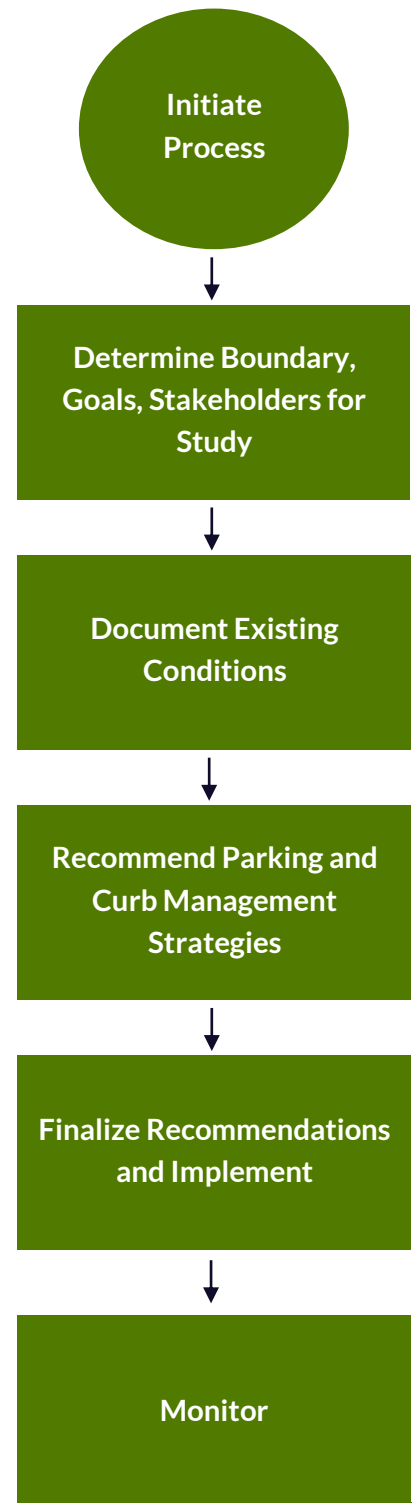 Initiate
Process
Determine Boundary,
Goals, Stakeholders for
Study
Document Existing
Conditions
Recommend Parking and
Curb Management
Strategies
Finalize Recommendations
and Implement
Monitor